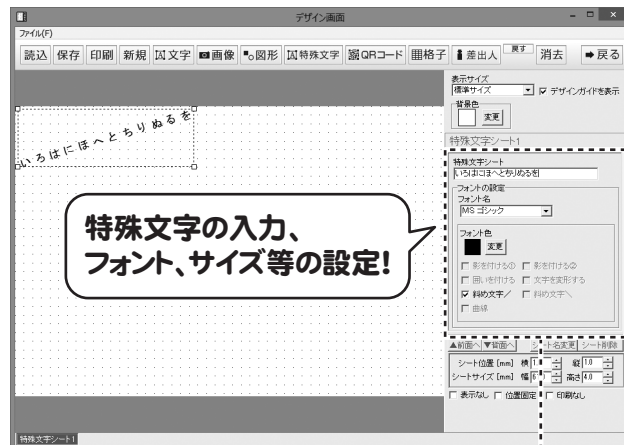 デザイン画面
ファイル(F)
読込 保存 印刷 新規 文字 画像 図形 特殊文字 QRコード 格子 差出人 戻す 消去 戻る
表示サイズ
標準サイズ デザインガイドを表示
背景色
変更
特殊文字シート1
いろはにほへとちりぬるを
特殊文字シート
いろはにほへとちりぬるを
フォントの設定
フォント名
MS ゴシック
フォント色
変更
影を付ける① 影を付ける②
囲いを付ける 文字を変形する
斜め文字/ 斜め文字\
曲線
特殊文字の入力、
フォント、サイズ等の設定!
▲前面へ ▼背面へ シート名変更 シート削除
シート位置 [mm] 横 縦 1.0
シートサイズ [mm] 幅 高さ 4.0
表示なし 位置固定 印刷なし
特殊文字シート1